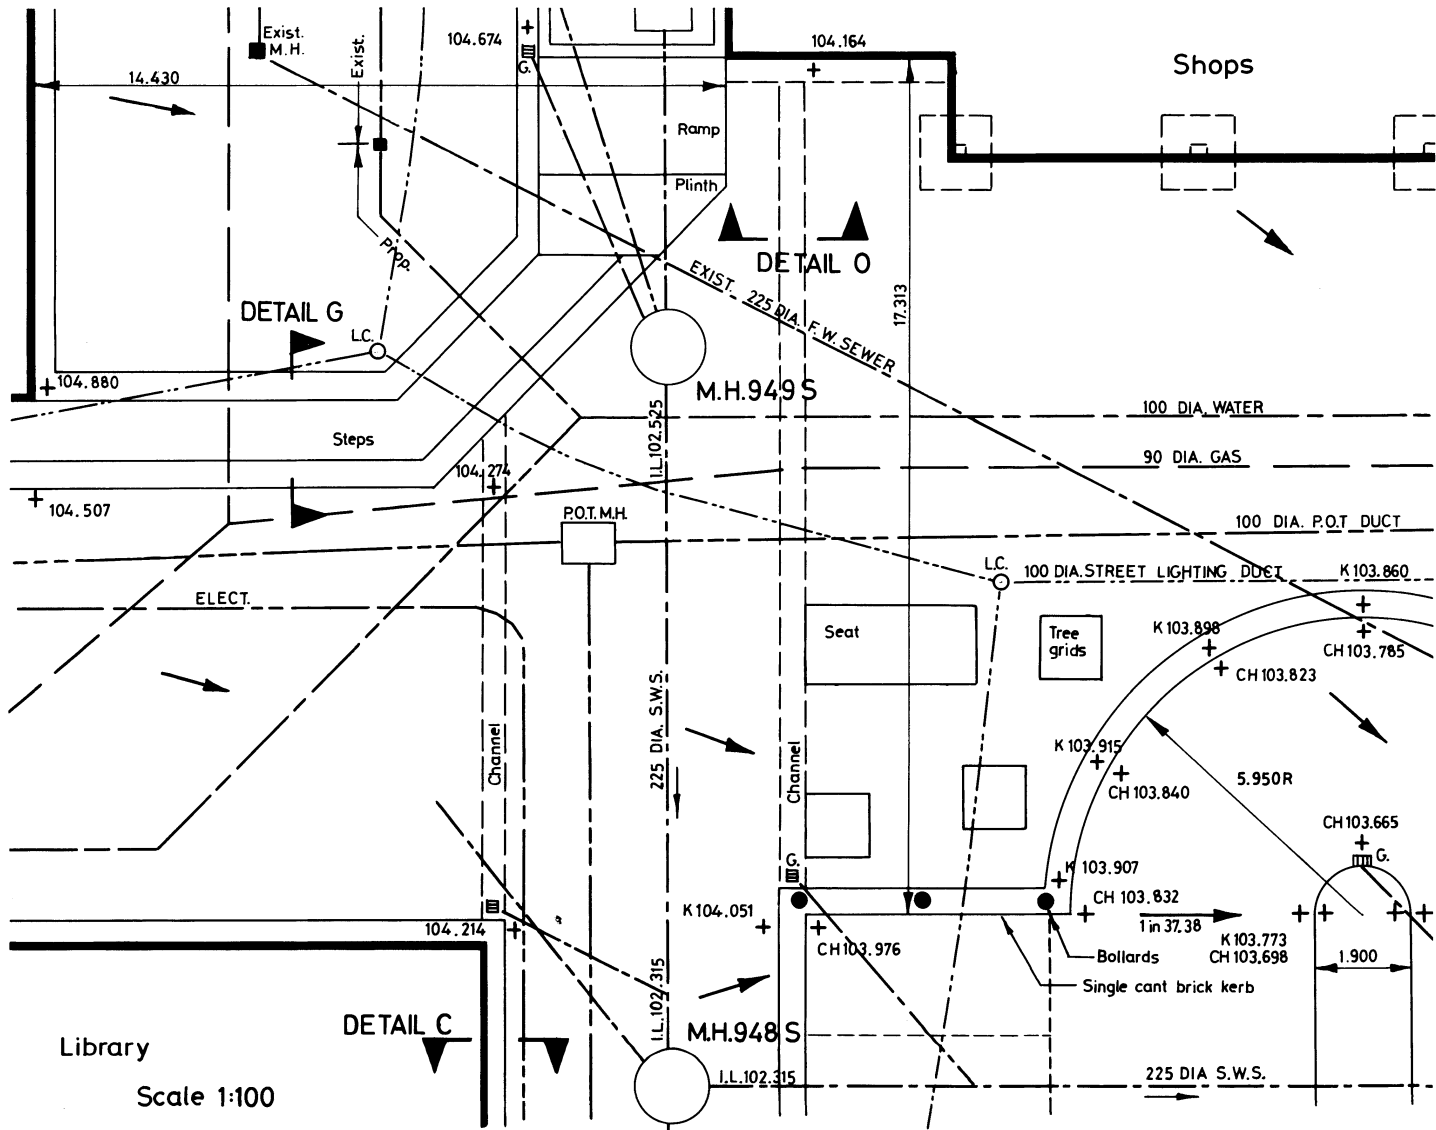 Exist.
M.H.
Exist.
104.674
G.
104.164
Shops
14.430
Ramp
Plinth
Prop.
DETAIL O
EXIST. 225 DIA. F.W. SEWER
17.313
DETAIL G
L.C.
104.880
M.H.949 S
I.L.102.525
100 DIA. WATER
Steps
104.274
90 DIA. GAS
104.507
P.O.T. M.H.
100 DIA. P.O.T DUCT
L.C.
100 DIA.STREET LIGHTING DUCT
K 103.860
ELECT.
Seat
Tree
grids
K 103.898
CH 103.785
CH 103.823
225 DIA. S.W.S.
Channel
Channel
K 103.915
CH 103.840
5.950R
CH 103.665
G.
G.
K 103.907
CH 103.832
K 104.051
104.214
CH 103.976
1 in 37.38
K 103.773
CH 103.698
1.900
Bollards
Single cant brick kerb
I.L.102.315
DETAIL C
M.H.948 S
Library
I.L.102.315
225 DIA S.W.S.
Scale 1:100